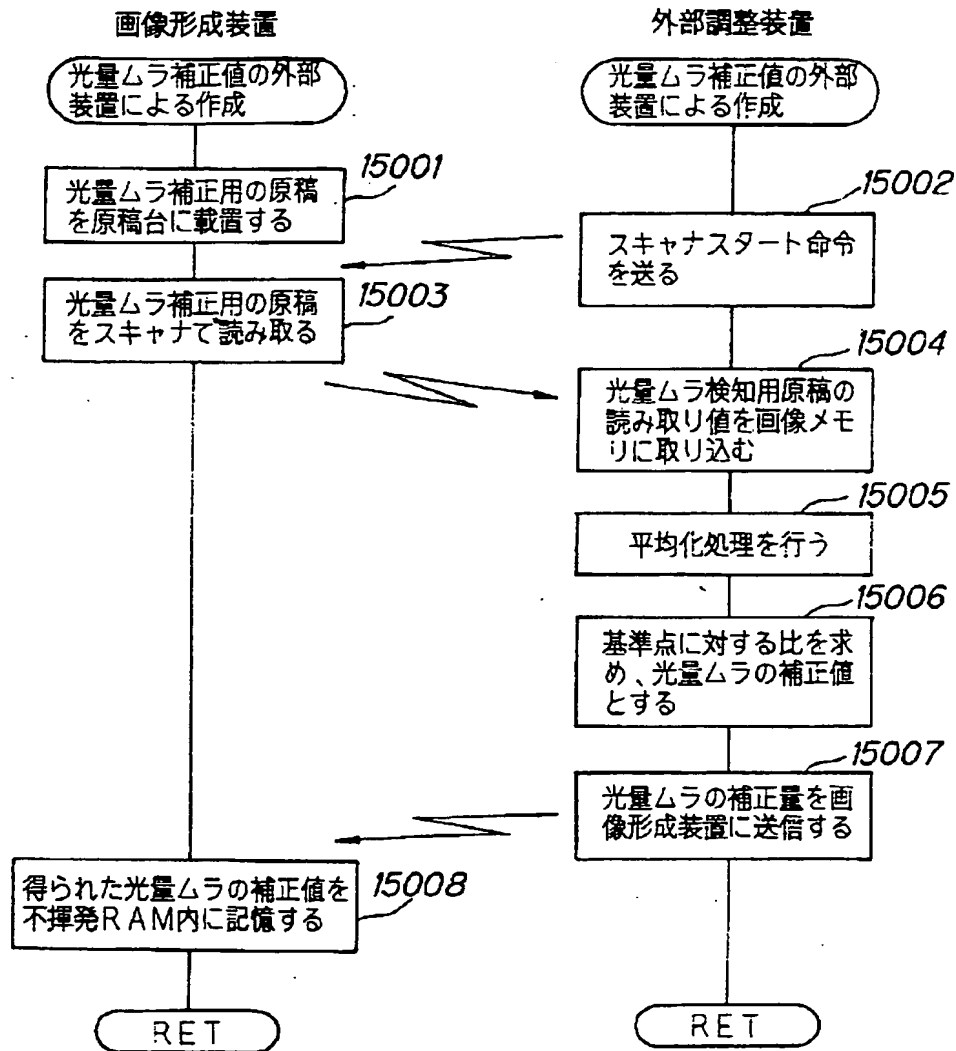 画像形成装置
光量ムラ補正値の外部
装置による作成
15001
光量ムラ補正用の原稿
を原稿台に載置する
15003
光量ムラ補正用の原稿
をスキャナで読み取る
得られた光量ムラの補正値を
不揮発RAM内に記憶する
15008
RET
外部調整装置
光量ムラ補正値の外部
装置による作成
15002
スキャナスタート命令
を送る
15004
光量ムラ検知用原稿の
読み取り値を画像メモ
リに取り込む
15005
平均化処理を行う
15006
基準点に対する比を求
め、光量ムラの補正値
とする
15007
光量ムラの補正量を画
像形成装置に送信する
RET